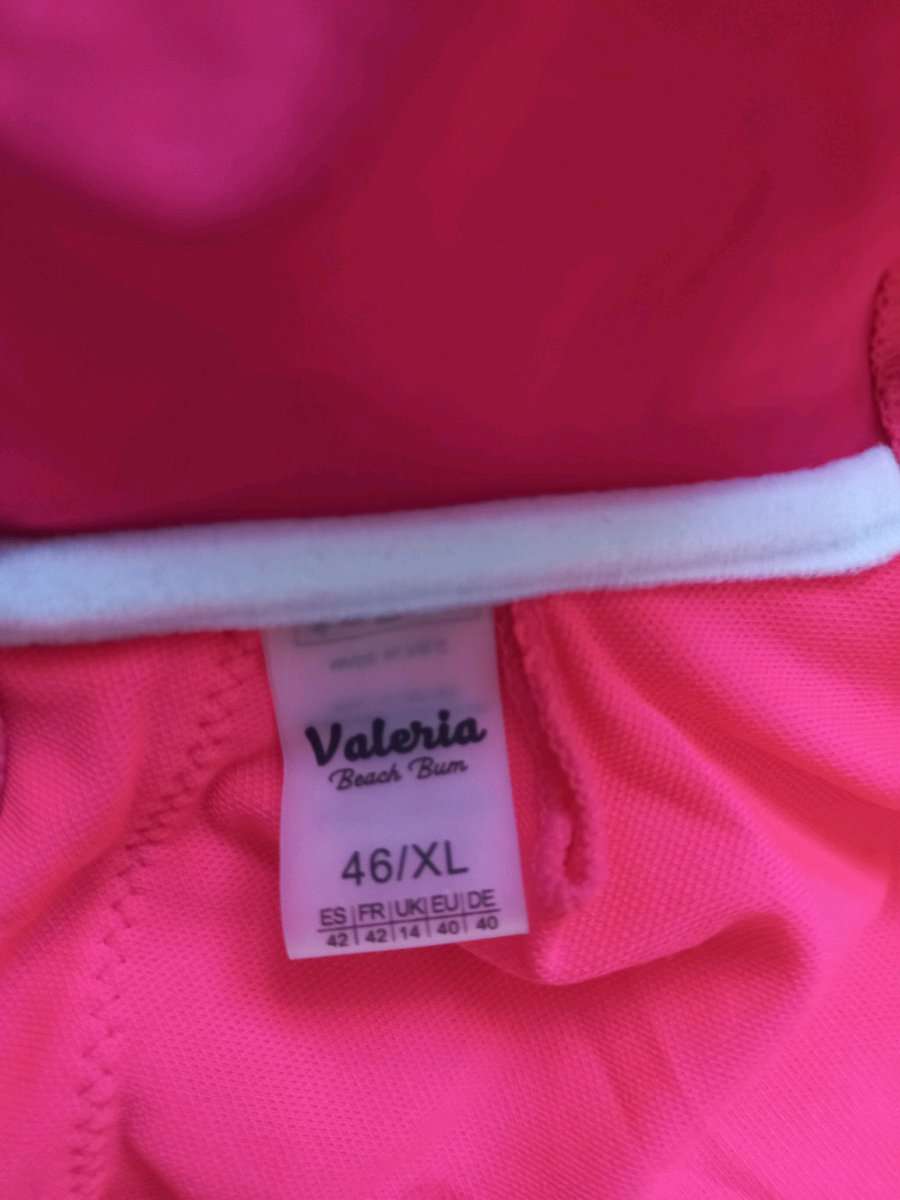 Valeria
Beach Bum
46/XL
ES|FR|UK|EU|DE
42|42|14|40|40